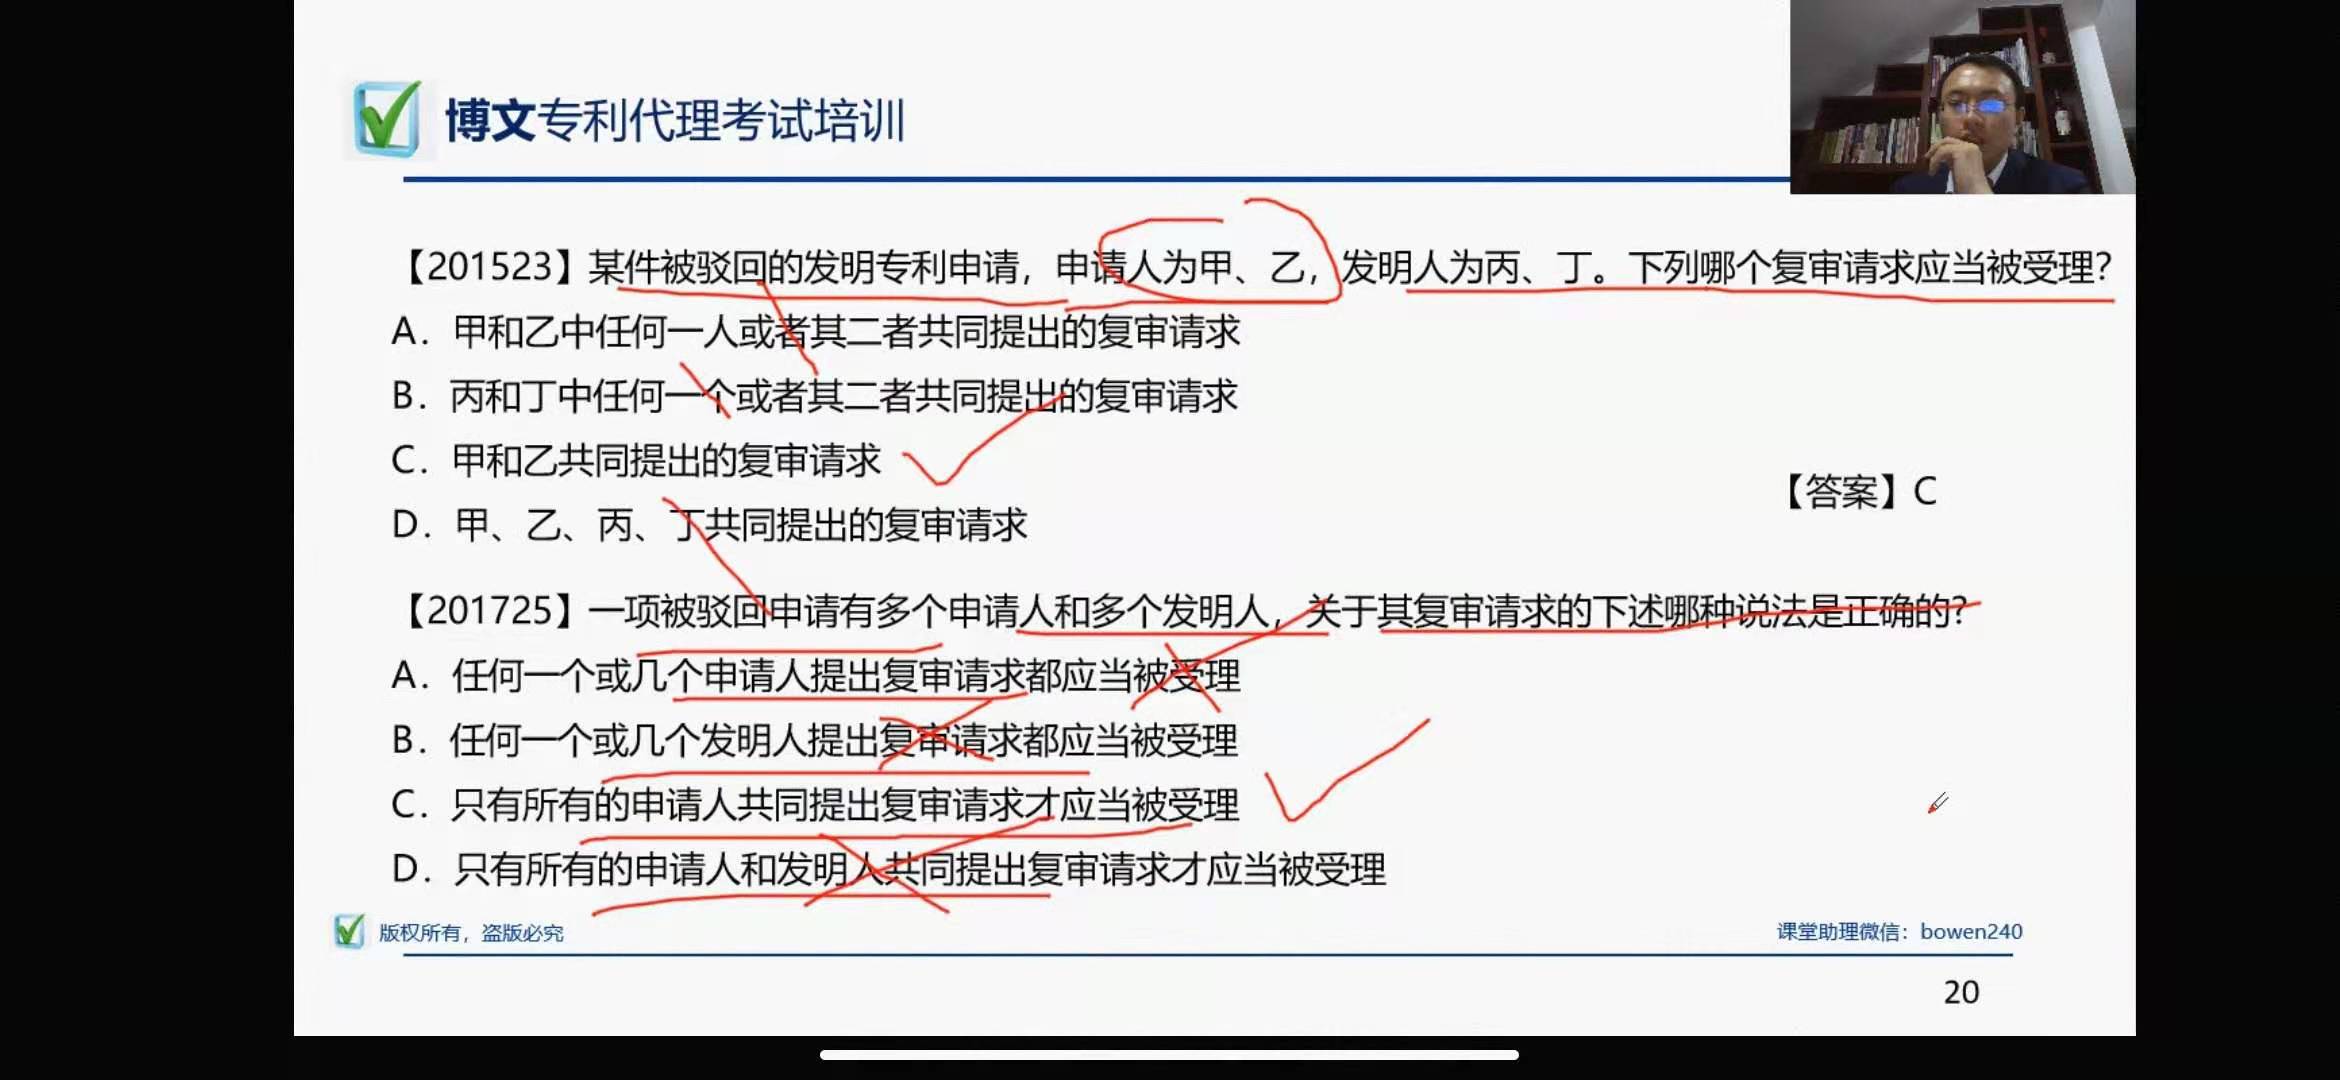 博文专利代理考试培训
【201523】某件被驳回的发明专利申请，申请人为甲、乙，发明人为丙、丁。下列哪个复审请求应当被受理？
A. 甲和乙中任何一人或者其二者共同提出的复审请求
B. 丙和丁中任何一个或者其二者共同提出的复审请求
C. 甲和乙共同提出的复审请求
【答案】C
D. 甲、乙、丙、丁共同提出的复审请求
【201725】一项被驳回申请有多个申请人和多个发明人，关于其复审请求的下述哪种说法是正确的？
A. 任何一个或几个申请人提出复审请求都应当被受理
B. 任何一个或几个发明人提出复审请求都应当被受理
C. 只有所有的申请人共同提出复审请求才应当被受理
D. 只有所有的申请人和发明人共同提出复审请求才应当被受理
版权所有，盗版必究
课堂助理微信：bowen240
20